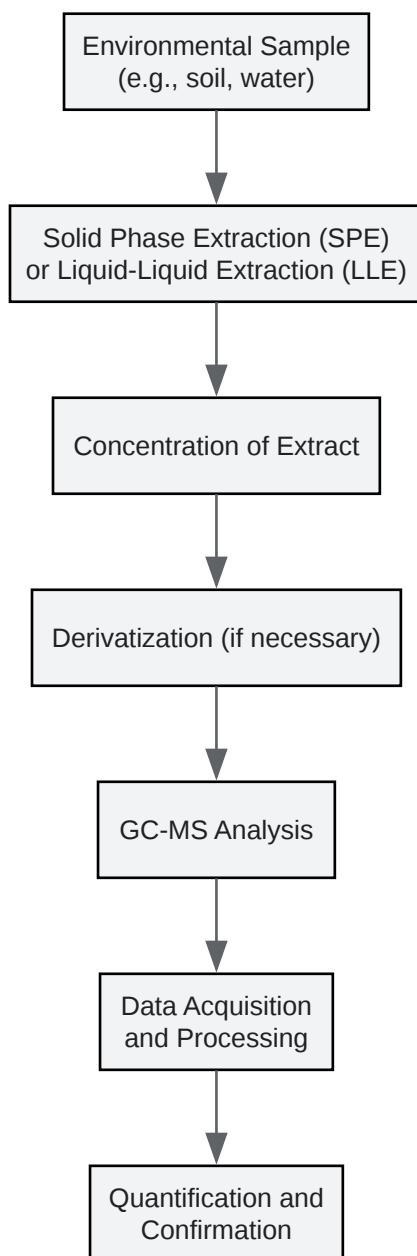 Environmental Sample
(e.g., soil, water)
Solid Phase Extraction (SPE)
or Liquid-Liquid Extraction (LLE)
Concentration of Extract
Derivatization (if necessary)
GC-MS Analysis
Data Acquisition
and Processing
Quantification and
Confirmation